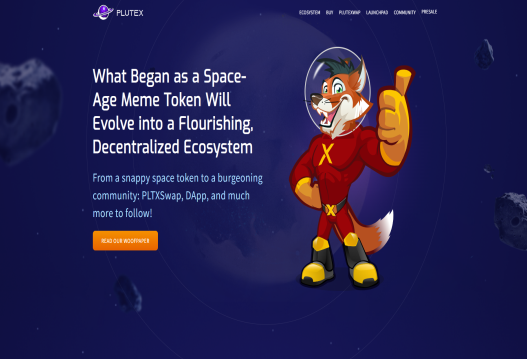 PLUTEX
ECOSYSTEM BUY PLUTEXWAP LAUNCHPAD COMMUNITY PRESALE
What Began as a Space-
Age Meme Token Will
Evolve into a Flourishing,
Decentralized Ecosystem
From a snappy space token to a burgeoning
community: PLTXSwap, DApp, and much
more to follow!
READ OUR WOOFPAPER
X
X